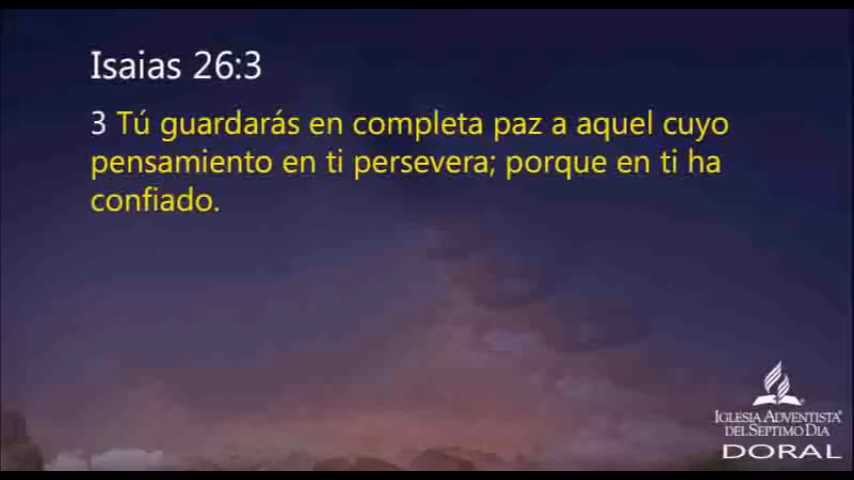 Isaias 26:3
3 Tú guardarás en completa paz a aquel cuyo
pensamiento en ti persevera; porque en ti ha
confiado.
IGLESIA ADVENTISTA
DEL SEPTIMO DIA
DORAL